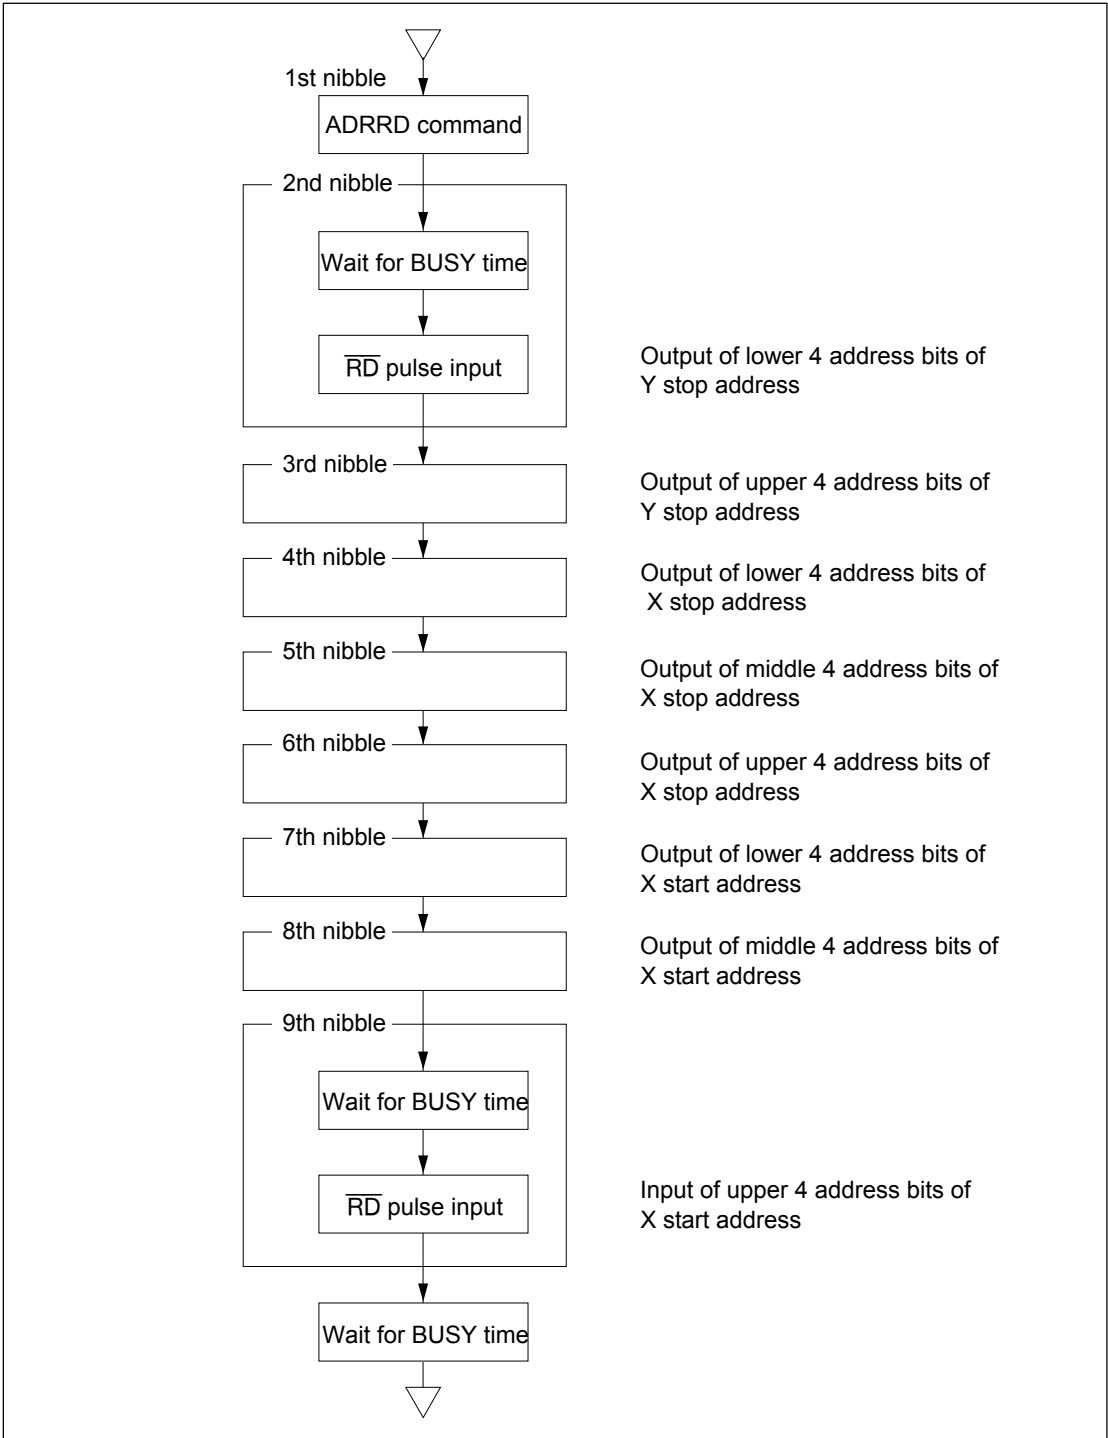 1st nibble
ADRRD command
2nd nibble
Wait for BUSY time
R̅D̅ pulse input
Output of lower 4 address bits of
Y stop address
3rd nibble
Output of upper 4 address bits of
Y stop address
4th nibble
Output of lower 4 address bits of
X stop address
5th nibble
Output of middle 4 address bits of
X stop address
6th nibble
Output of upper 4 address bits of
X stop address
7th nibble
Output of lower 4 address bits of
X start address
8th nibble
Output of middle 4 address bits of
X start address
9th nibble
Wait for BUSY time
R̅D̅ pulse input
Input of upper 4 address bits of
X start address
Wait for BUSY time